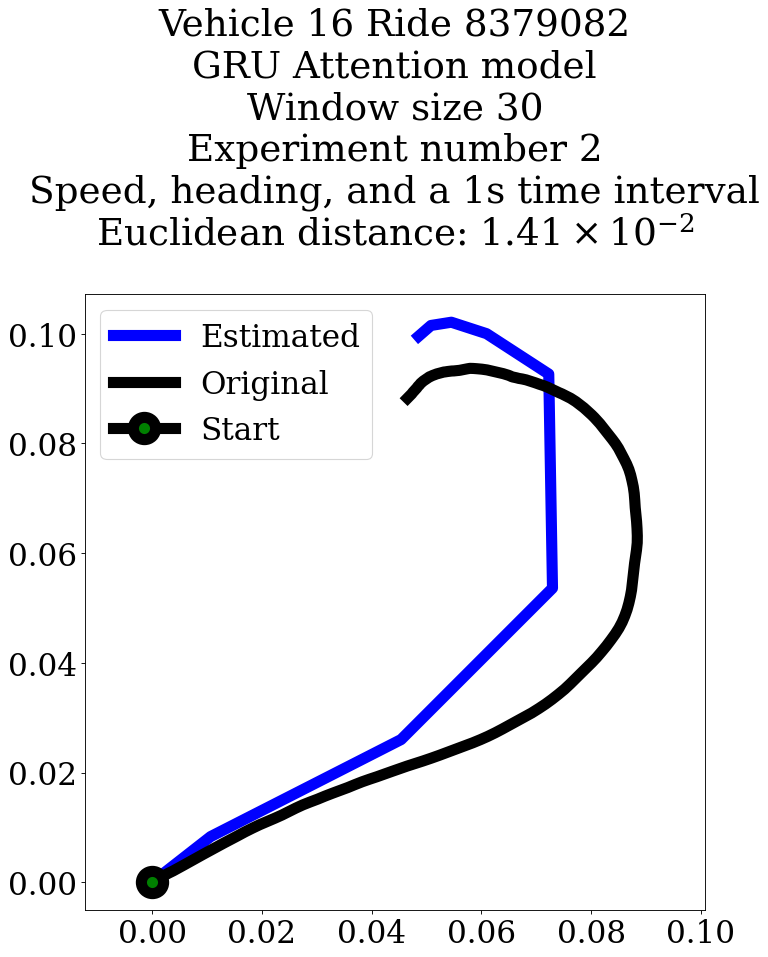 Vehicle 16 Ride 8379082
GRU Attention model
Window size 30
Experiment number 2
Speed, heading, and a 1s time interval
Euclidean distance: 1.41 × 10⁻²
Estimated
Original
Start
0.10
0.08
0.06
0.04
0.02
0.00
0.00 0.02 0.04 0.06 0.08 0.10